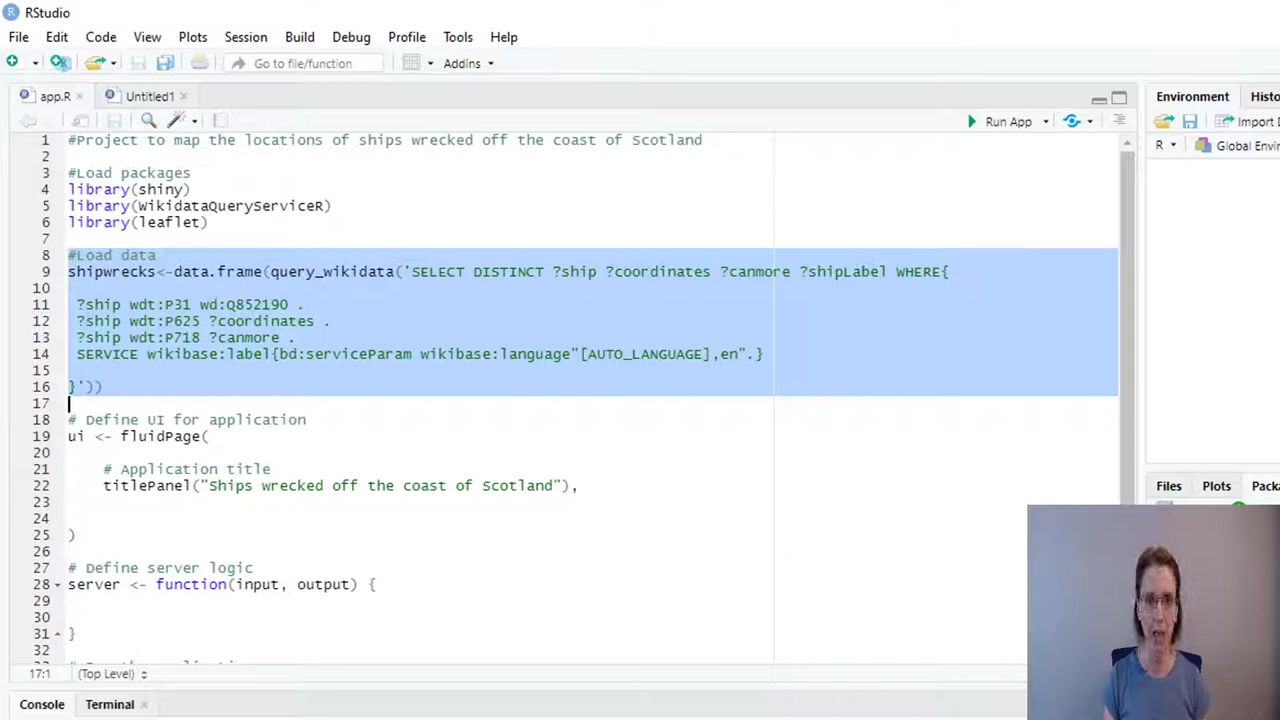 RStudio
File Edit Code View Plots Session Build Debug Profile Tools Help
Go to file/function Addins
app.R Untitled1
Run App
1 #Project to map the locations of ships wrecked off the coast of Scotland
2
3 #Load packages
4 library(shiny)
5 library(WikidataQueryServiceR)
6 library(leaflet)
7
8 #Load data
9 shipwrecks<-data.frame(query_wikidata('SELECT DISTINCT ?ship ?coordinates ?canmore ?shipLabel WHERE{
10
11 ?ship wdt:P31 wd:Q852190 .
12 ?ship wdt:P625 ?coordinates .
13 ?ship wdt:P718 ?canmore .
14 SERVICE wikibase:label{bd:serviceParam wikibase:language"[AUTO_LANGUAGE],en".}
15
16 }'))
17
18 # Define UI for application
19 ui <- fluidPage(
20
21 # Application title
22 titlePanel("Ships wrecked off the coast of Scotland"),
23
24
25 )
26
27 # Define server logic
28 server <- function(input, output) {
29
30
31 }
32
17:1 (Top Level)
Console Terminal
Environment Histo
Import D
R Global Envir
Files Plots Packa